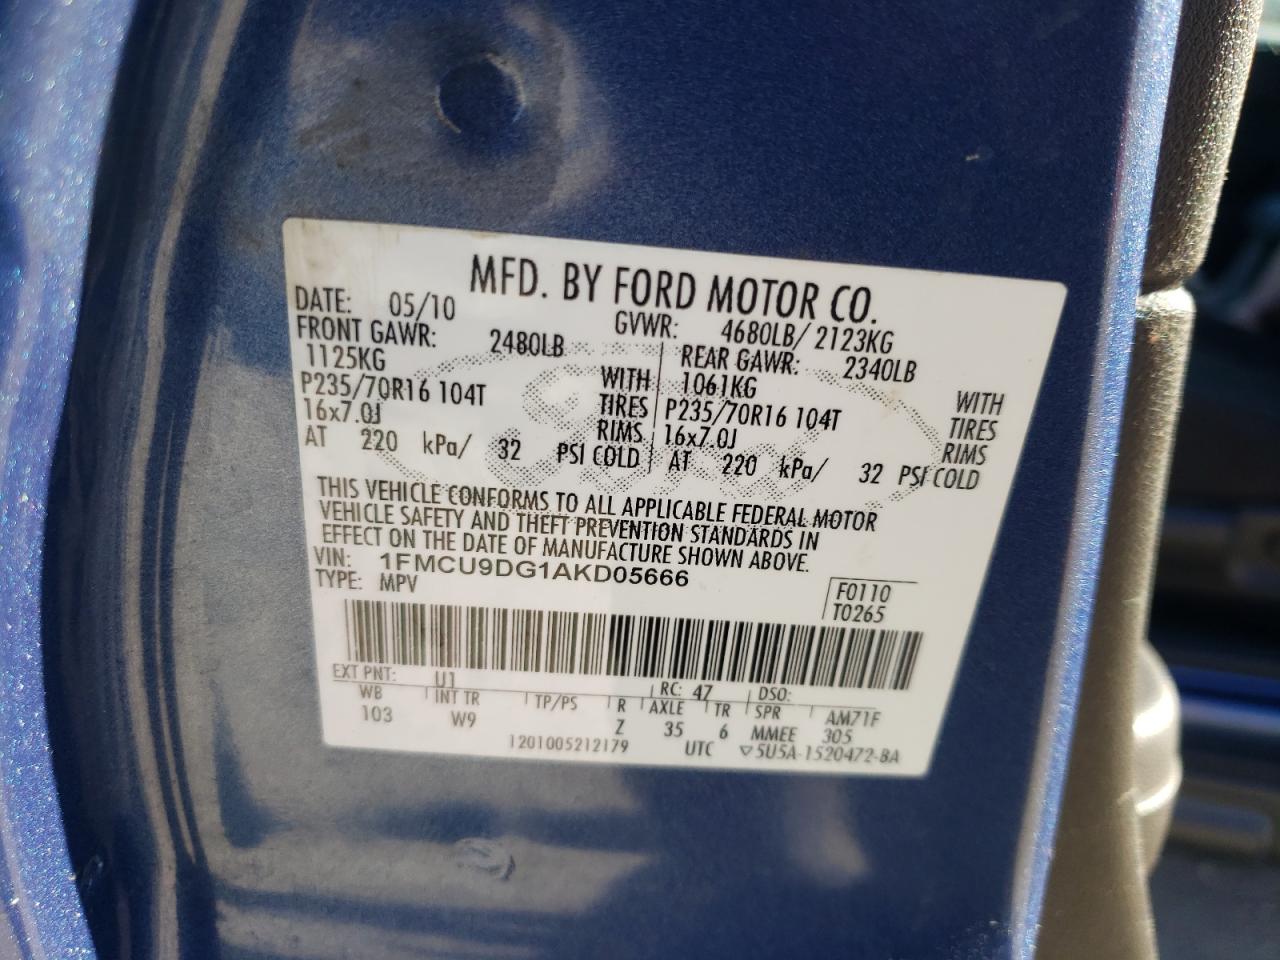 MFD. BY FORD MOTOR CO.
DATE: 05/10 GVWR: 4680LB/ 2123KG
FRONT GAWR: 2480LB REAR GAWR: 2340LB
1125KG WITH 1061KG WITH
P235/70R16 104T TIRES P235/70R16 104T TIRES
16x7.0J RIMS 16x7.0J RIMS
AT 220 kPa/ 32 PSI COLD AT 220 kPa/ 32 PSI COLD
THIS VEHICLE CONFORMS TO ALL APPLICABLE FEDERAL MOTOR
VEHICLE SAFETY AND THEFT PREVENTION STANDARDS IN
EFFECT ON THE DATE OF MANUFACTURE SHOWN ABOVE.
VIN: 1FMCU9DG1AKD05666
TYPE: MPV F0110
T0265
EXT PNT: U1 RC: 47 DSO:
WB INT TR TP/PS R AXLE TR SPR AM71F
103 W9 Z 35 6 MMEE 305
1201005212179 UTC ▽5U5A-1520472-BA